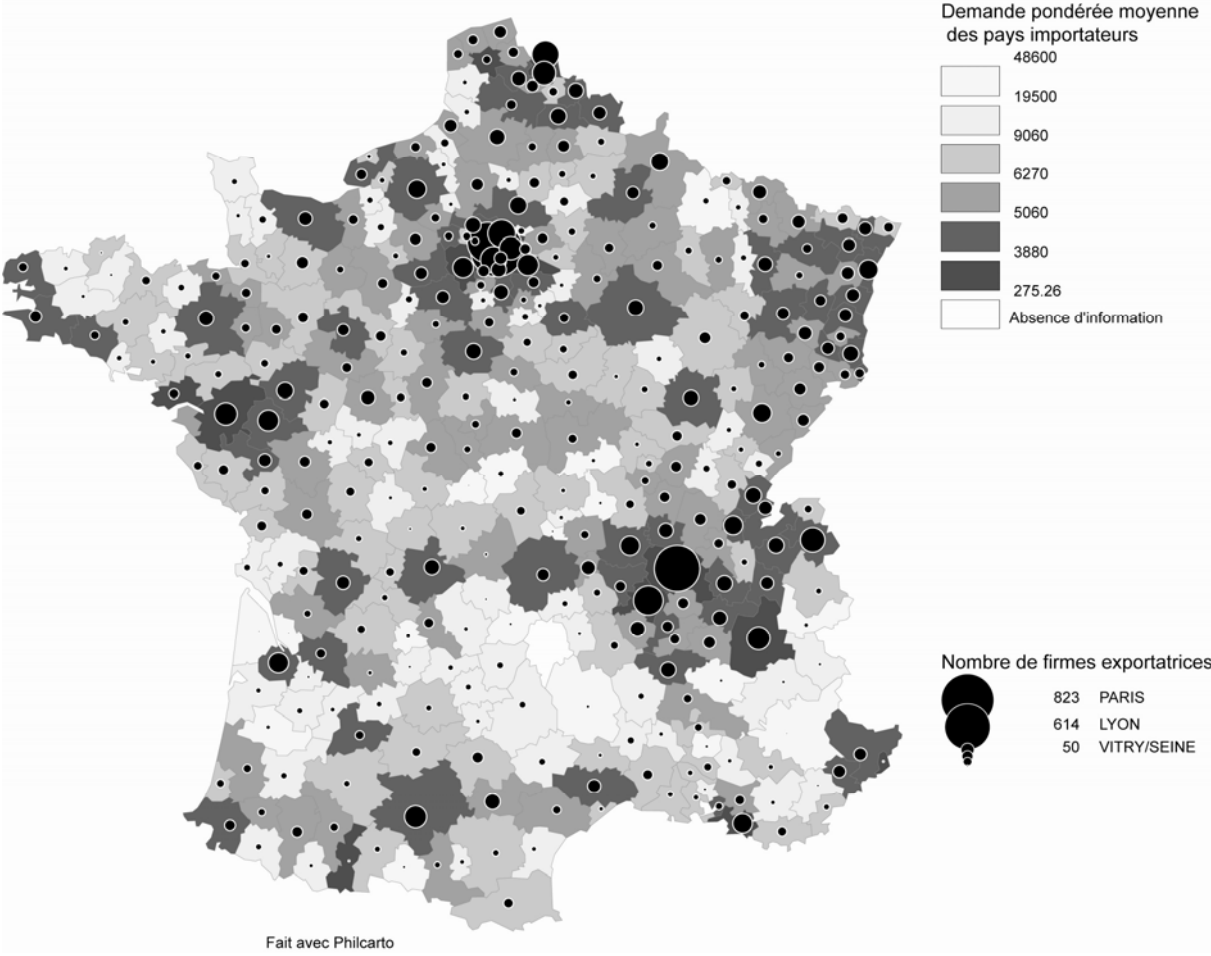 Demande pondérée moyenne
des pays importateurs
48600
19500
9060
6270
5060
3880
275.26
Absence d'information
Nombre de firmes exportatrices
823 PARIS
614 LYON
50 VITRY/SEINE
Fait avec Philcarto